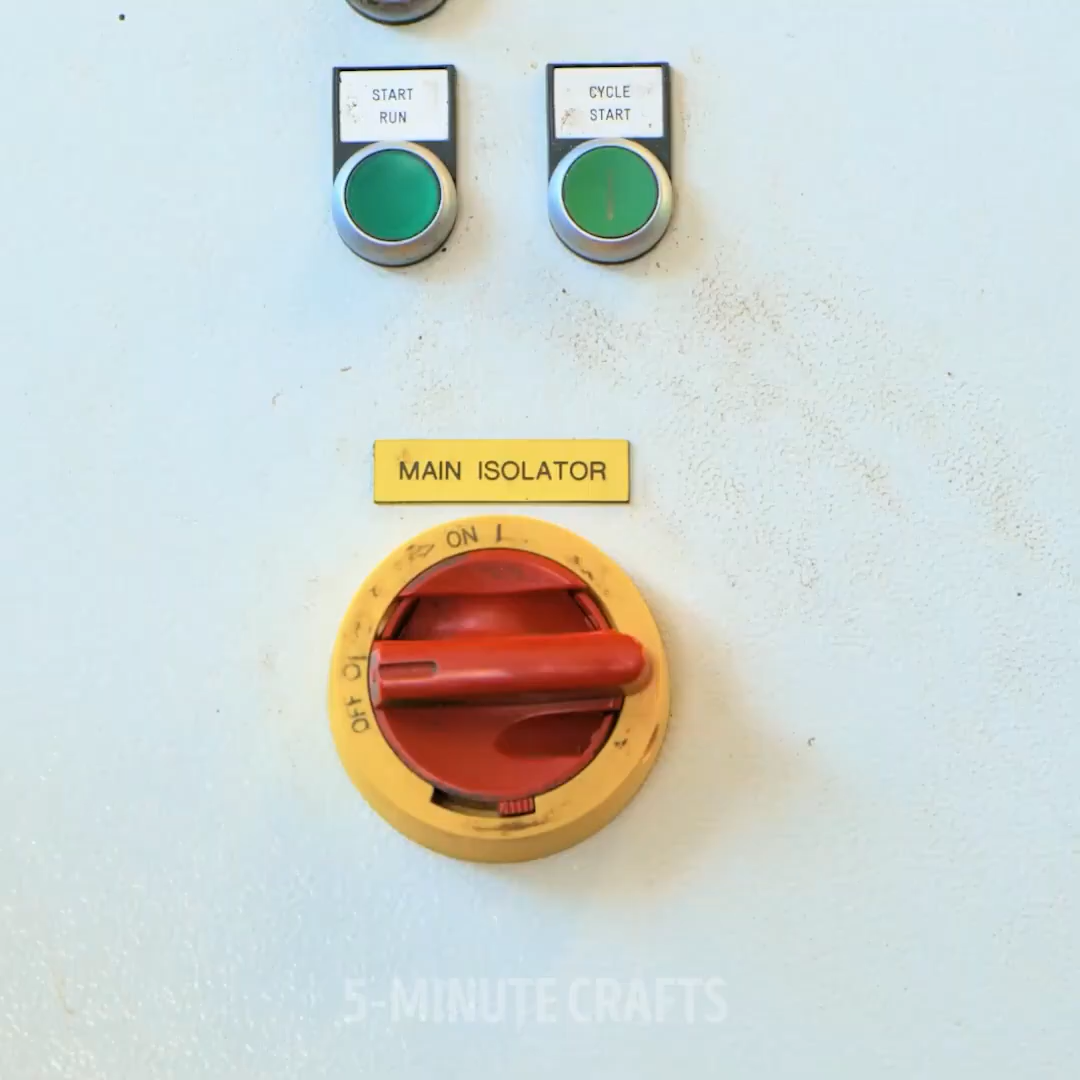 START
RUN
CYCLE
START
MAIN ISOLATOR
ON I
OFF O
5-MINUTE CRAFTS